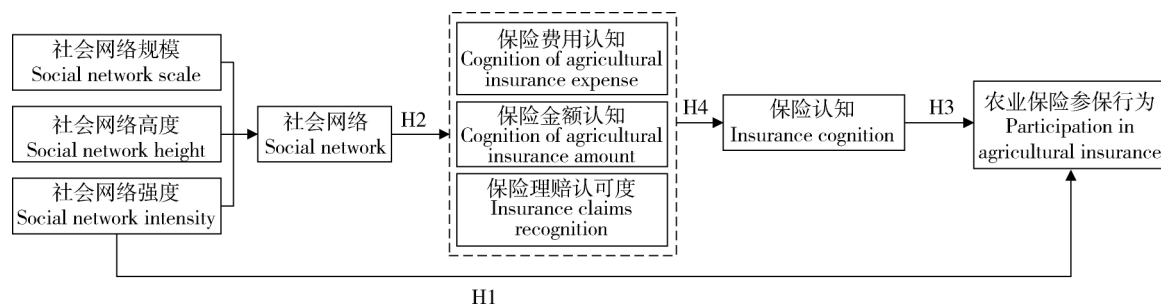 社会网络规模
Social network scale
社会网络高度
Social network height
社会网络强度
Social network intensity
社会网络
Social network
H2
保险费用认知
Cognition of agricultural
insurance expense
保险金额认知
Cognition of agricultural
insurance amount
保险理赔认可度
Insurance claims
recognition
H4
保险认知
Insurance cognition
H3
农业保险参保行为
Participation in
agricultural insurance
H1